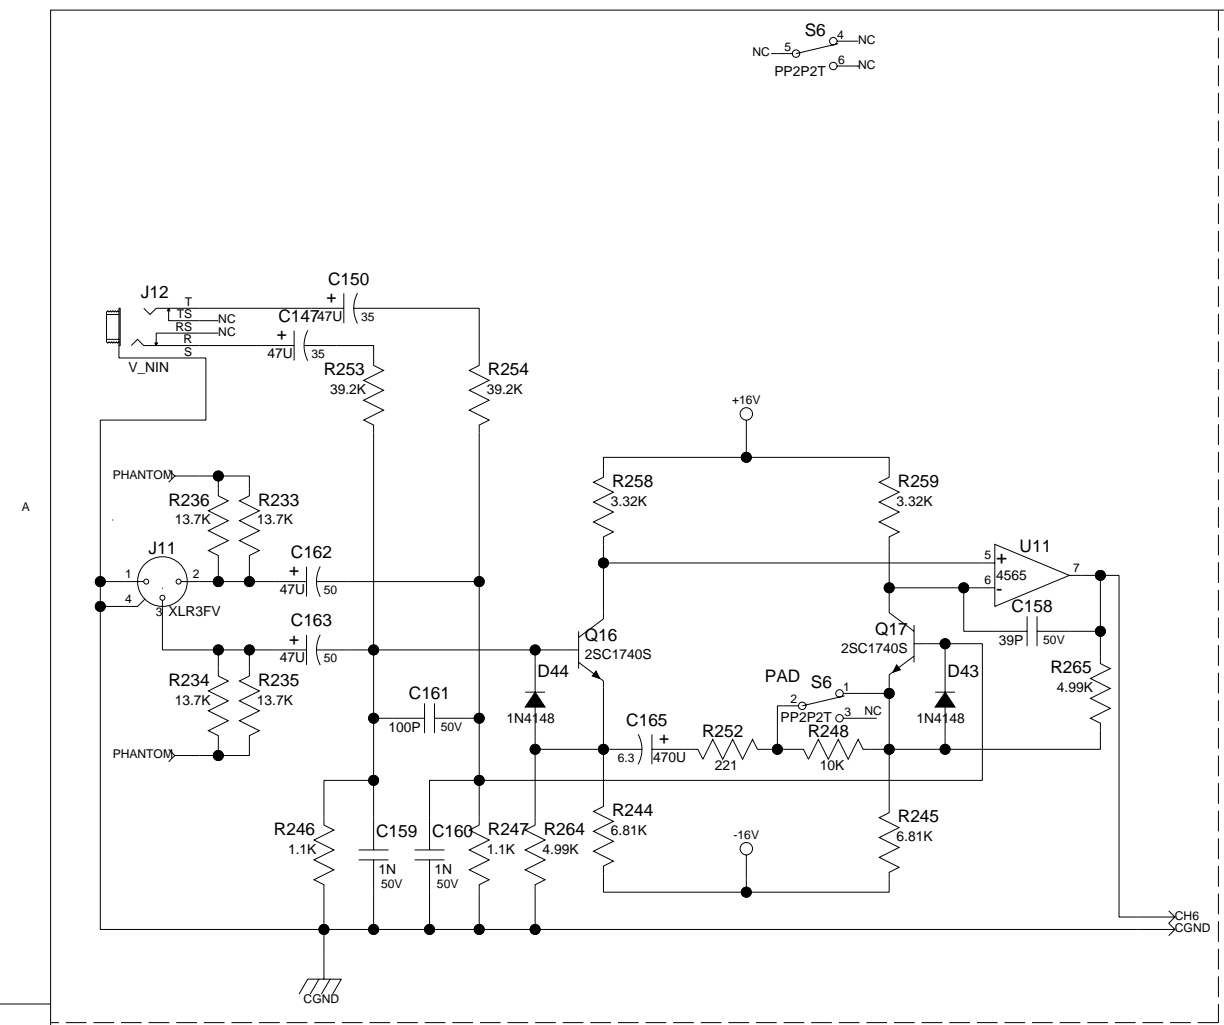 S6
4
NC
NC
5
6
NC
PP2P2T
C150
J12
+
T
TS
NC
C147
47U
35
RS
NC
+
R
S
47U
35
V_NIN
R253
39.2K
R254
39.2K
+16V
PHANTOM
R236
13.7K
R233
13.7K
R258
3.32K
R259
3.32K
A
J11
C162
+
1
2
47U
50
4
3
XLR3FV
U11
5
+
4565
7
6
-
C158
39P
50V
C163
+
47U
50
Q16
2SC1740S
Q17
2SC1740S
R234
13.7K
R235
13.7K
D44
1N4148
PAD
S6
1
2
PP2P2T
3
NC
D43
1N4148
R265
4.99K
C161
100P
50V
PHANTOM
C165
+
6.3
470U
R252
221
R248
10K
R246
1.1K
C159
1N
50V
C160
1N
50V
R247
1.1K
R264
4.99K
R244
6.81K
-16V
R245
6.81K
CH6
CGND
CGND